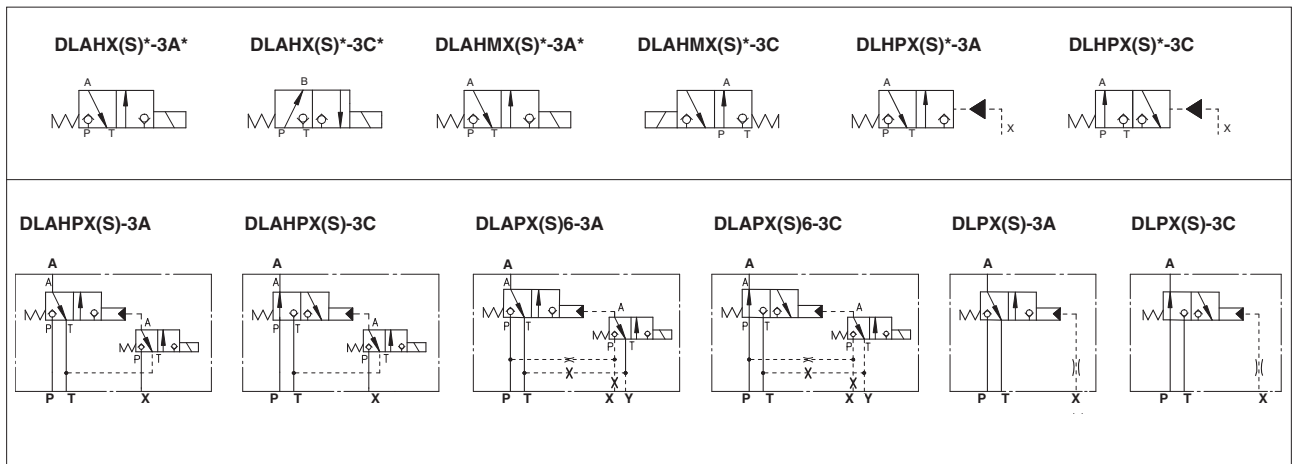 DLAHX(S)*-3A* DLAHX(S)*-3C* DLAHMX(S)*-3A* DLAHMX(S)*-3C DLHPX(S)*-3A DLHPX(S)*-3C
A B A A A A
P T P T P T P T P T X P T X
DLAHPX(S)-3A DLAHPX(S)-3C DLAPX(S)6-3A DLAPX(S)6-3C DLPX(S)-3A DLPX(S)-3C
A A A A A A
A A A A
P T A P T A P T A P T A P T P T
P T P T P T P T
P T X P T X P T X Y P T X Y P T X P T X